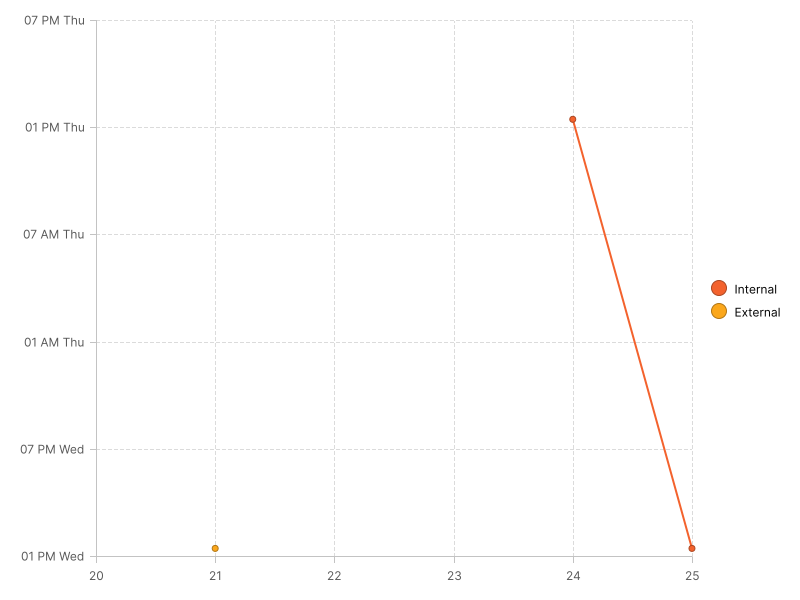 07 PM Thu
01 PM Thu
07 AM Thu
01 AM Thu
07 PM Wed
01 PM Wed
20 21 22 23 24 25
Internal
External